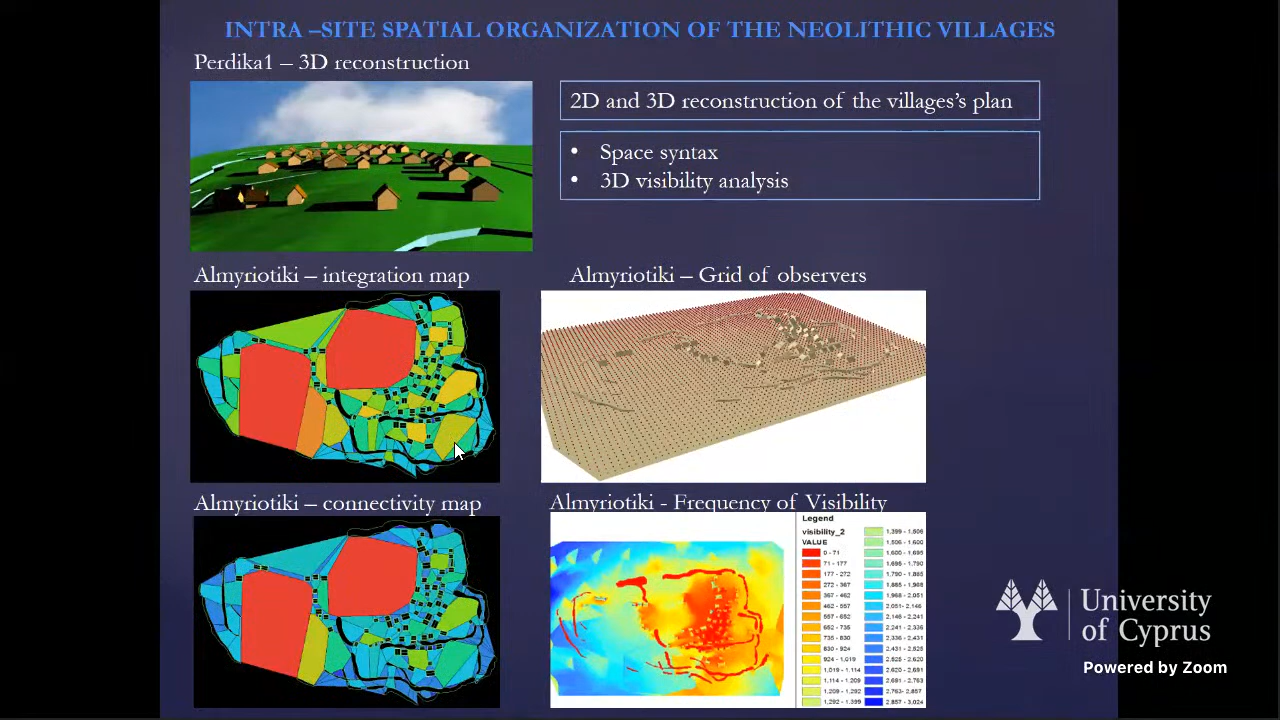 INTRA –SITE SPATIAL ORGANIZATION OF THE NEOLITHIC VILLAGES
Perdika1 – 3D reconstruction
2D and 3D reconstruction of the villages's plan
• Space syntax
• 3D visibility analysis
Almyriotiki – integration map
Almyriotiki – Grid of observers
Almyriotiki – connectivity map
Almyriotiki - Frequency of Visibility
Legend
visibility_2
VALUE
0 - 71
71 - 177
177 - 272
272 - 367
367 - 462
462 - 557
557 - 652
652 - 735
735 - 830
830 - 924
924 - 1,019
1,019 - 1,114
1,114 - 1,209
1,209 - 1,292
1,292 - 1,399
1,399 - 1,506
1,506 - 1,600
1,600 - 1,695
1,695 - 1,790
1,790 - 1,885
1,885 - 1,968
1,968 - 2,051
2,051 - 2,146
2,146 - 2,241
2,241 - 2,336
2,336 - 2,431
2,431 - 2,525
2,525 - 2,620
2,620 - 2,691
2,691 - 2,763
2,763 - 2,857
2,857 - 3,024
University
of Cyprus
Powered by Zoom